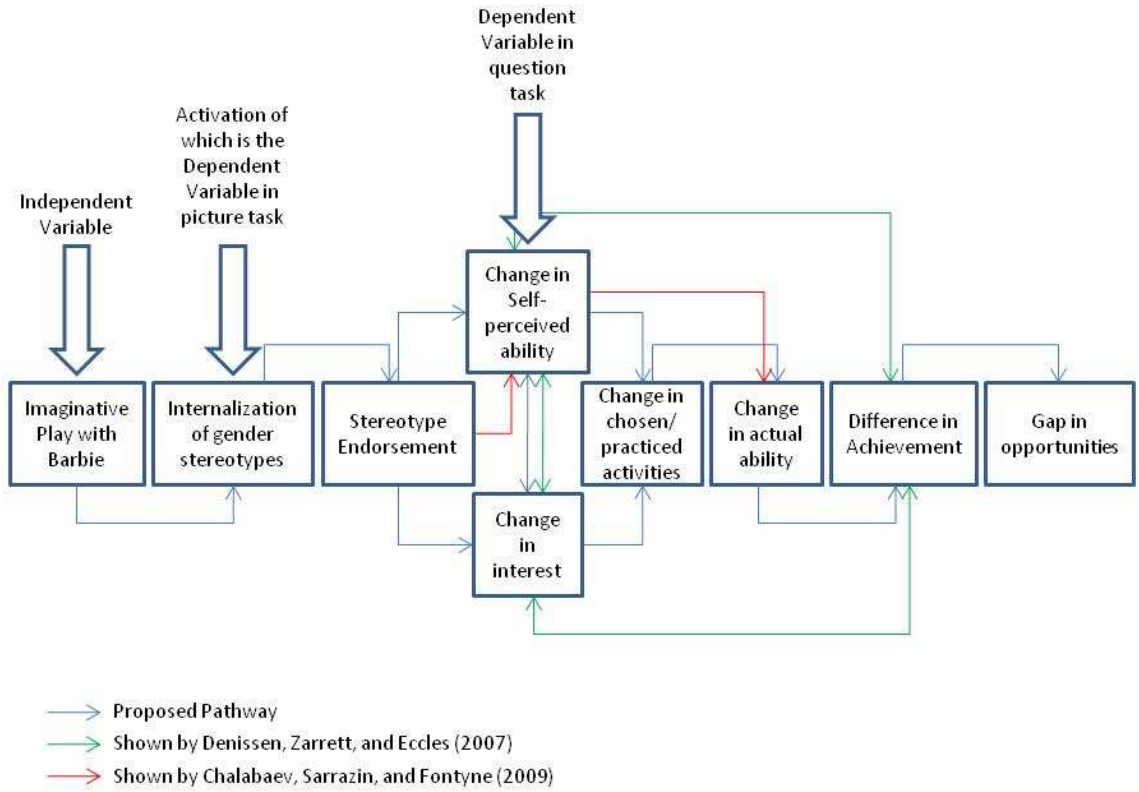 Dependent
Variable in
question
task
Activation of
which is the
Dependent
Variable in
picture task
Independent
Variable
Change in
Self-
perceived
ability
Imaginative
Play with
Barbie
Internalization
of gender
stereotypes
Stereotype
Endorsement
Change in
chosen/
practiced
activities
Change
in actual
ability
Difference in
Achievement
Gap in
opportunities
Change
in
interest
Proposed Pathway
Shown by Denissen, Zarrett, and Eccles (2007)
Shown by Chalabaev, Sarrazin, and Fontyne (2009)